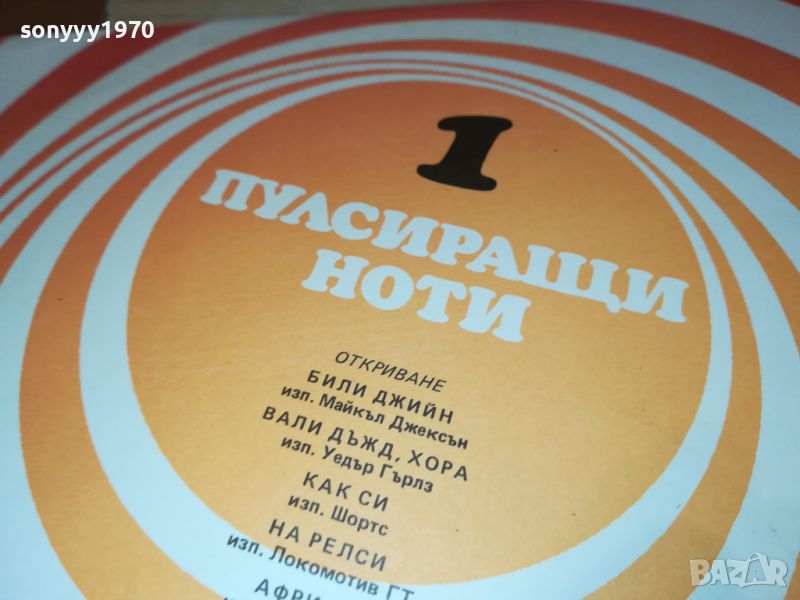 sonyyy1970
1
ПУЛСИРАЩИ
НОТИ
ОТКРИВАНЕ
БИЛИ ДЖИЙН
изп. Майкъл Джексън
ВАЛИ ДЪЖД, ХОРА
изп. Уедър Гърлз
КАК СИ
изп. Шортс
НА РЕЛСИ
изп. Локомотив ГТ
BAZAR